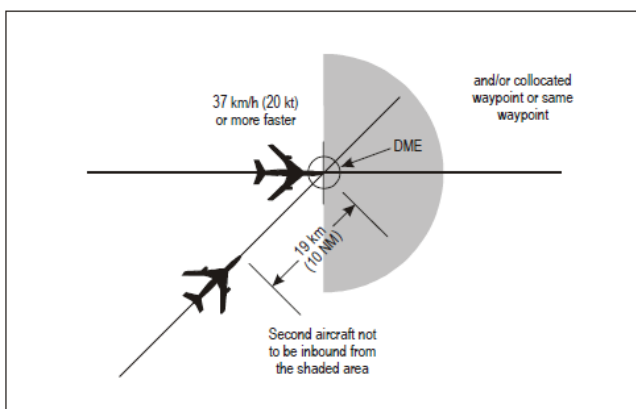 37 km/h (20 kt)
or more faster
and/or collocated
waypoint or same
waypoint
DME
19 km
(10 NM)
Second aircraft not
to be inbound from
the shaded area